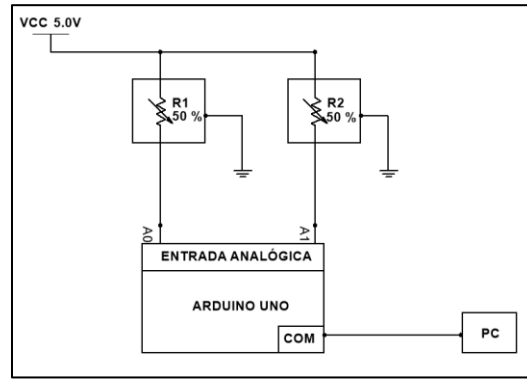 VCC 5.0V
R1
50 %
R2
50 %
A0
A1
ENTRADA ANALÓGICA
ARDUINO UNO
COM
PC